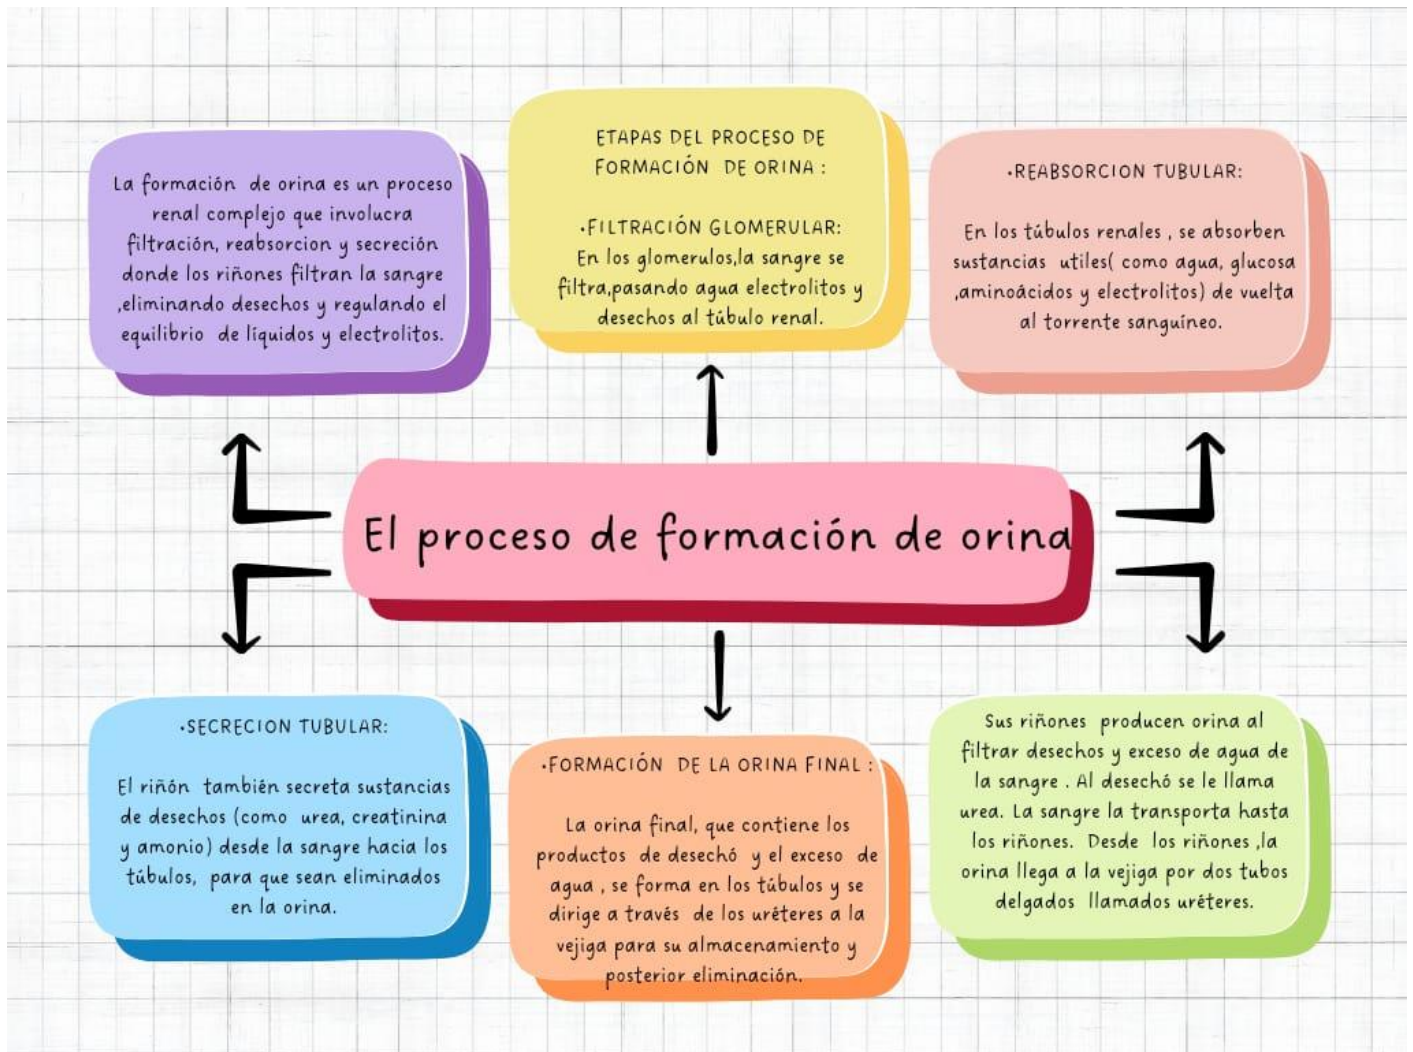 La formación de orina es un proceso
renal complejo que involucra
filtración, reabsorcion y secreción
donde los riñones filtran la sangre
,eliminando desechos y regulando el
equilibrio de líquidos y electrolitos.
ETAPAS DEL PROCESO DE
FORMACIÓN DE ORINA :
·FILTRACIÓN GLOMERULAR:
En los glomerulos,la sangre se
filtra,pasando agua electrolitos y
desechos al túbulo renal.
·REABSORCION TUBULAR:
En los túbulos renales , se absorben
sustancias utiles( como agua, glucosa
,aminoácidos y electrolitos) de vuelta
al torrente sanguíneo.
El proceso de formación de orina
·SECRECION TUBULAR:
El riñón también secreta sustancias
de desechos (como urea, creatinina
y amonio) desde la sangre hacia los
túbulos, para que sean eliminados
en la orina.
·FORMACIÓN DE LA ORINA FINAL :
La orina final, que contiene los
productos de desechó y el exceso de
agua , se forma en los túbulos y se
dirige a través de los uréteres a la
vejiga para su almacenamiento y
posterior eliminación.
Sus riñones producen orina al
filtrar desechos y exceso de agua de
la sangre . Al desechó se le llama
urea. La sangre la transporta hasta
los riñones. Desde los riñones ,la
orina llega a la vejiga por dos tubos
delgados llamados uréteres.